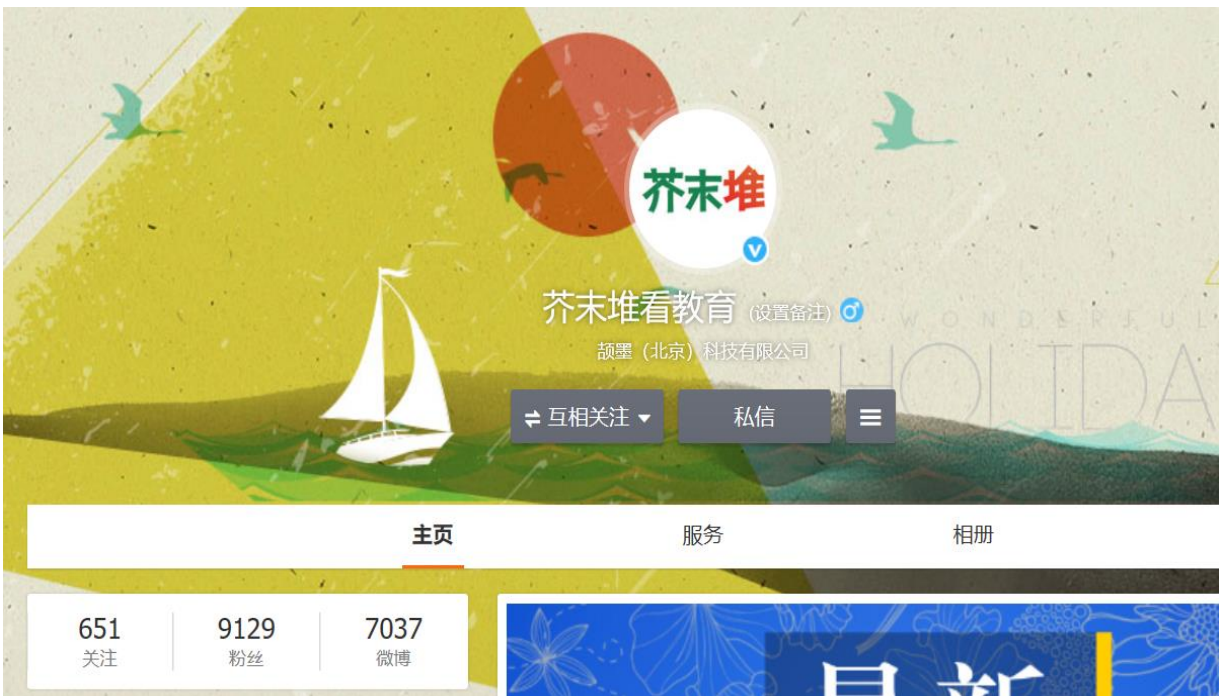 芥末堆
V
芥末堆看教育 (设置备注)
颉墨（北京）科技有限公司
WONDERFUL
HOLIDA
互相关注 私信
主页 服务 相册
651 9129 7037
关注 粉丝 微博
最新